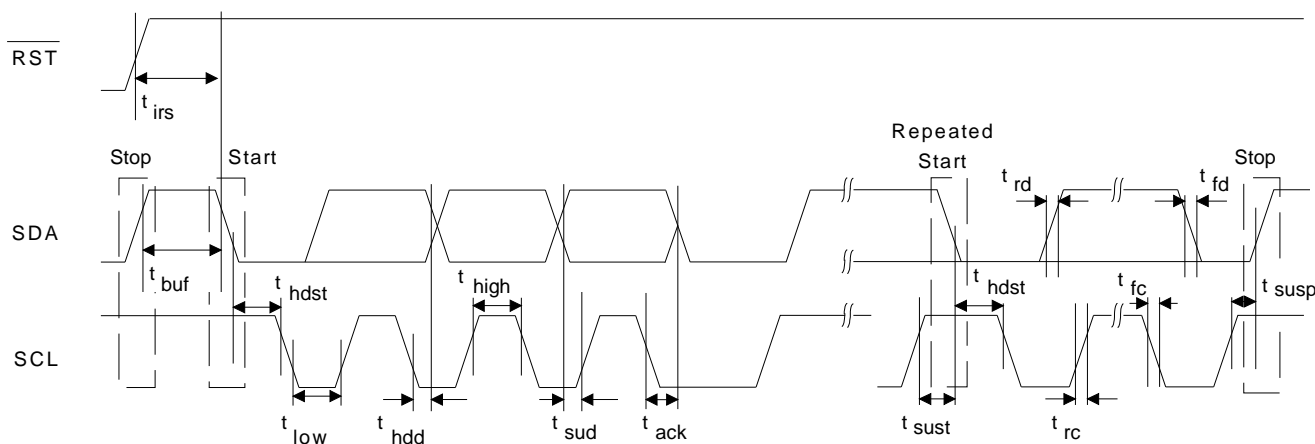 RST
t irs
Repeated
Stop Start Start Stop
t rd t fd
SDA
t buf t hdst t high t hdst t fc t susp
SCL
t low t hdd t sud t ack t sust t rc